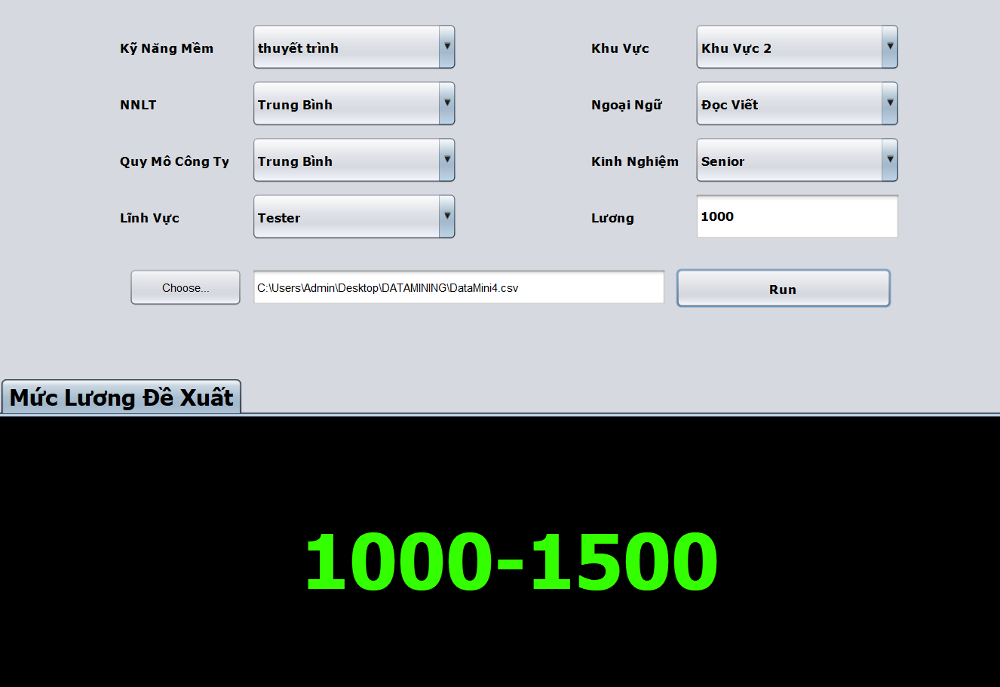 Kỹ Năng Mềm thuyết trình Khu Vực Khu Vực 2
NNLT Trung Bình Ngoại Ngữ Đọc Viết
Quy Mô Công Ty Trung Bình Kinh Nghiệm Senior
Lĩnh Vực Tester Lương 1000
Choose... C:\Users\Admin\Desktop\DATAMINING\DataMini4.csv Run
Mức Lương Đề Xuất
1000-1500